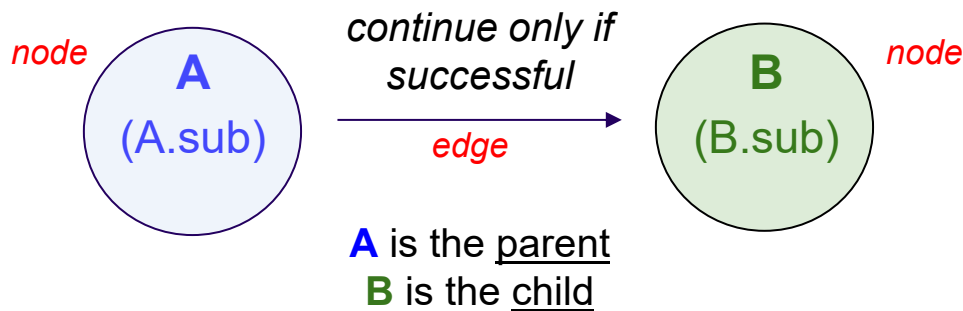 node
A
(A.sub)
continue only if
successful
edge
B
(B.sub)
node
A is the parent
B is the child